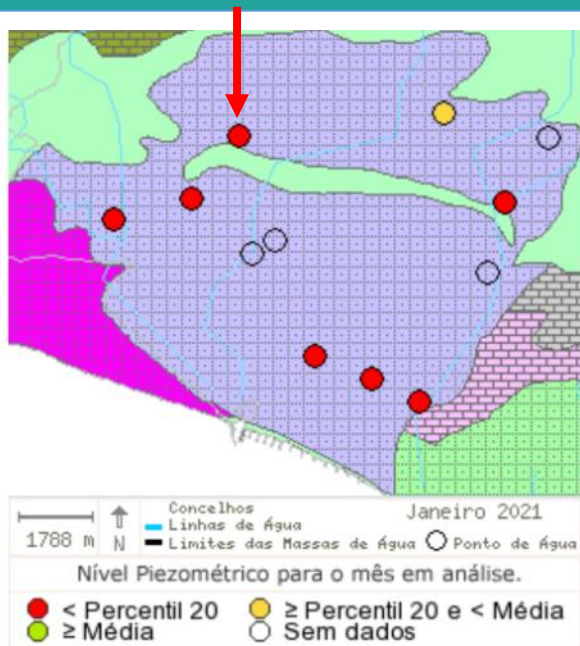 Concelhos
Janeiro 2021
Linhas de Água
1788 m N Limites das Massas de Água Ponto de Água
Nível Piezométrico para o mês em análise.
< Percentil 20 ≥ Percentil 20 e < Média
≥ Média Sem dados